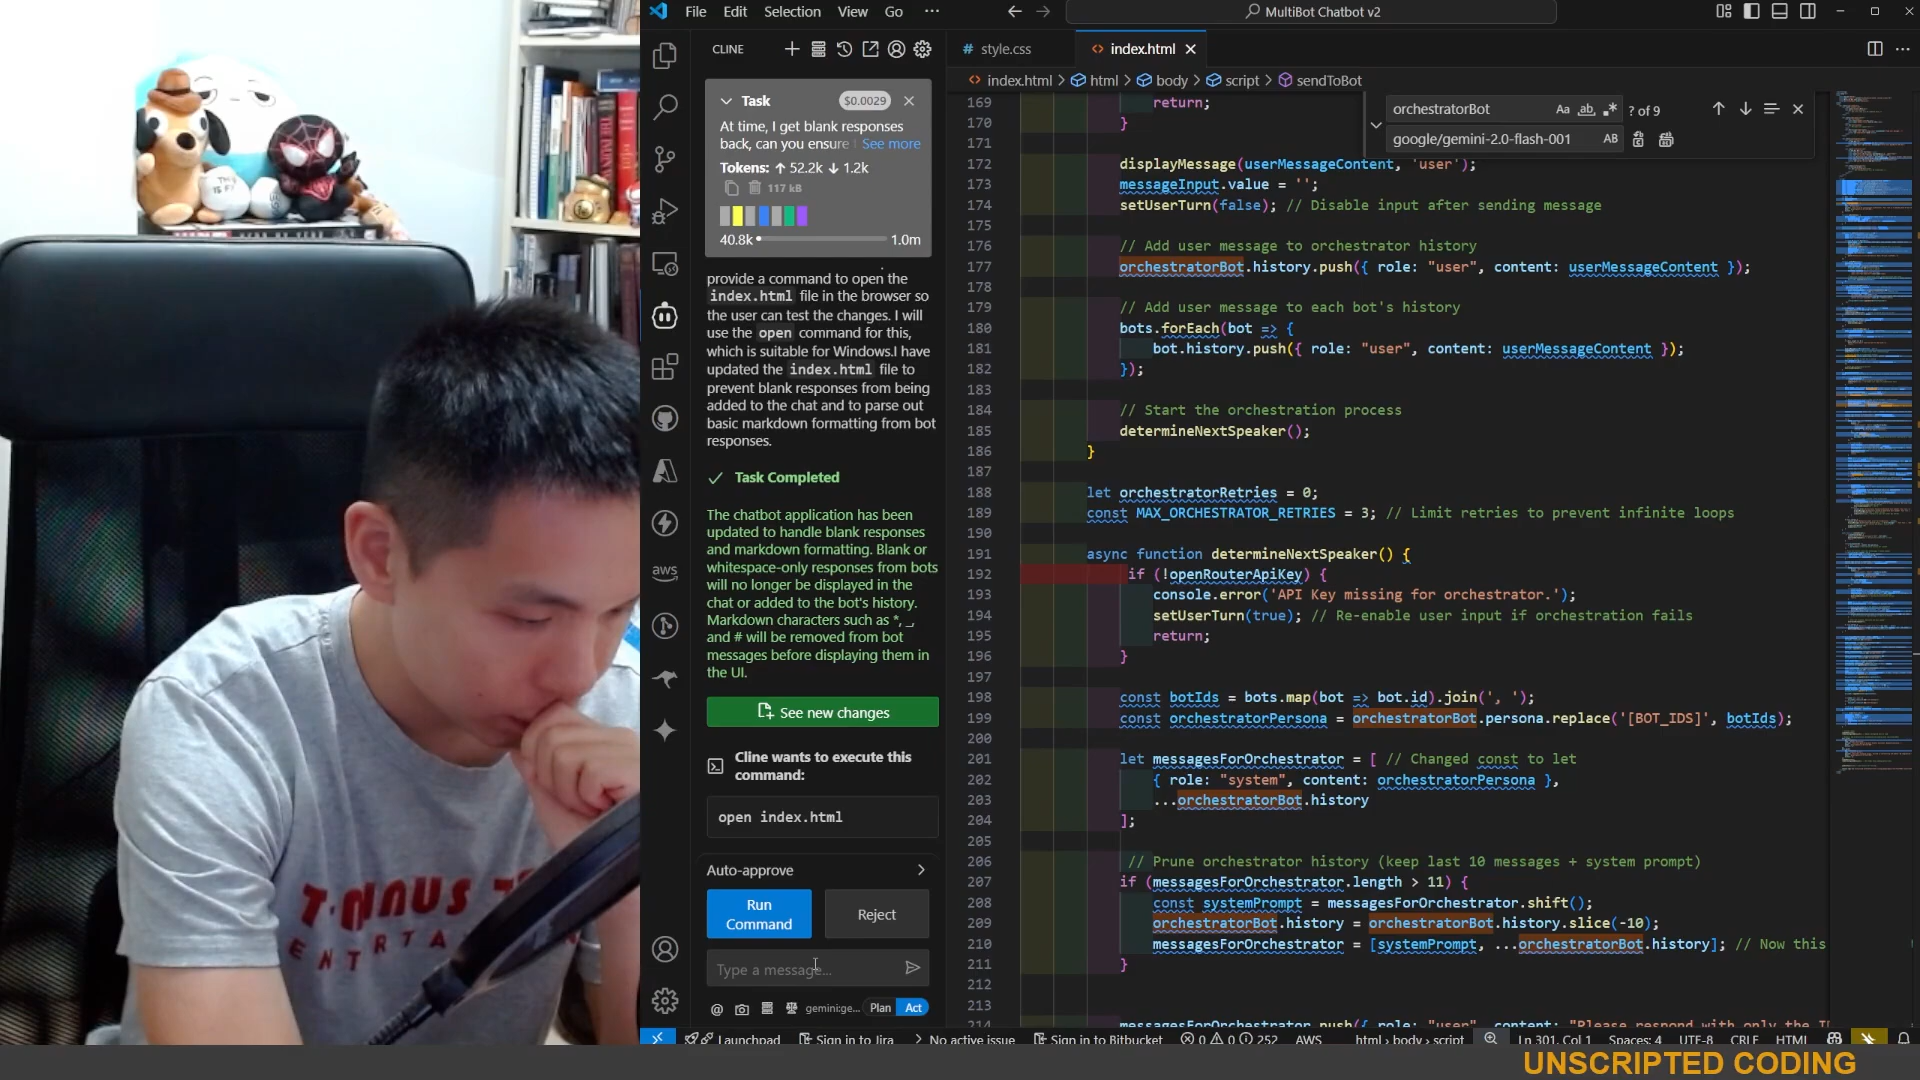 File Edit Selection View Go ···
MultiBot Chatbot v2
CLINE
# style.css
<> index.html
<> index.html > html > body > script > sendToBot
Task $0.0029
At time, I get blank responses
back, can you ensure See more
Tokens: ↑ 52.2k ↓ 1.2k
117 kB
40.8k 1.0m
provide a command to open the
index.html file in the browser so
the user can test the changes. I will
use the open command for this,
which is suitable for Windows.I have
updated the index.html file to
prevent blank responses from being
added to the chat and to parse out
basic markdown formatting from bot
responses.
Task Completed
The chatbot application has been
updated to handle blank responses
and markdown formatting. Blank or
whitespace-only responses from bots
will no longer be displayed in the
chat or added to the bot's history.
Markdown characters such as *, _,
and # will be removed from bot
messages before displaying them in
the UI.
See new changes
Cline wants to execute this
command:
open index.html
Auto-approve
Run
Command
Reject
Type a message...
@ gemini:ge... Plan Act
orchestratorBot Aa ab .* ? of 9
google/gemini-2.0-flash-001 AB
169 return;
170 }
171
172 displayMessage(userMessageContent, 'user');
173 messageInput.value = '';
174 setUserTurn(false); // Disable input after sending message
175
176 // Add user message to orchestrator history
177 orchestratorBot.history.push({ role: "user", content: userMessageContent });
178
179 // Add user message to each bot's history
180 bots.forEach(bot => {
181 bot.history.push({ role: "user", content: userMessageContent });
182 });
183
184 // Start the orchestration process
185 determineNextSpeaker();
186 }
187
188 let orchestratorRetries = 0;
189 const MAX_ORCHESTRATOR_RETRIES = 3; // Limit retries to prevent infinite loops
190
191 async function determineNextSpeaker() {
192 if (!openRouterApiKey) {
193 console.error('API Key missing for orchestrator.');
194 setUserTurn(true); // Re-enable user input if orchestration fails
195 return;
196 }
197
198 const botIds = bots.map(bot => bot.id).join(', ');
199 const orchestratorPersona = orchestratorBot.persona.replace('[BOT_IDS]', botIds);
200
201 let messagesForOrchestrator = [ // Changed const to let
202 { role: "system", content: orchestratorPersona },
203 ...orchestratorBot.history
204 ];
205
206 // Prune orchestrator history (keep last 10 messages + system prompt)
207 if (messagesForOrchestrator.length > 11) {
208 const systemPrompt = messagesForOrchestrator.shift();
209 orchestratorBot.history = orchestratorBot.history.slice(-10);
210 messagesForOrchestrator = [systemPrompt, ...orchestratorBot.history]; // Now this
211 }
212
213
214 messagesForOrchestrator.push({ role: "user", content: "Please respond with only the
Launchpad Sign in to Jira > No active issue Sign in to Bitbucket 0 0 252 AWS html > body > script Ln 301, Col 1 Spaces: 4 UTF-8 CRLF HTML
aws
UNSCRIPTED CODING